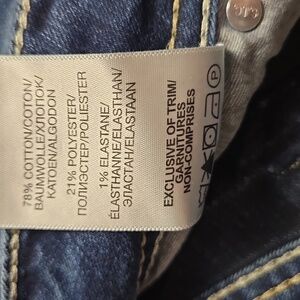 78% COTTON/COTON/
BAUMWOLLE/ХЛОПОК/
KATOEN/ALGODON
21% POLYESTER/
ПОЛИЭСТЕР/POLIESTER
1% ELASTANE/
ÉLASTHANNE/ELASTHAN/
ЭЛАСТАН/ELASTAAN
EXCLUSIVE OF TRIM/
GARNITURES
NON-COMPRISES
P